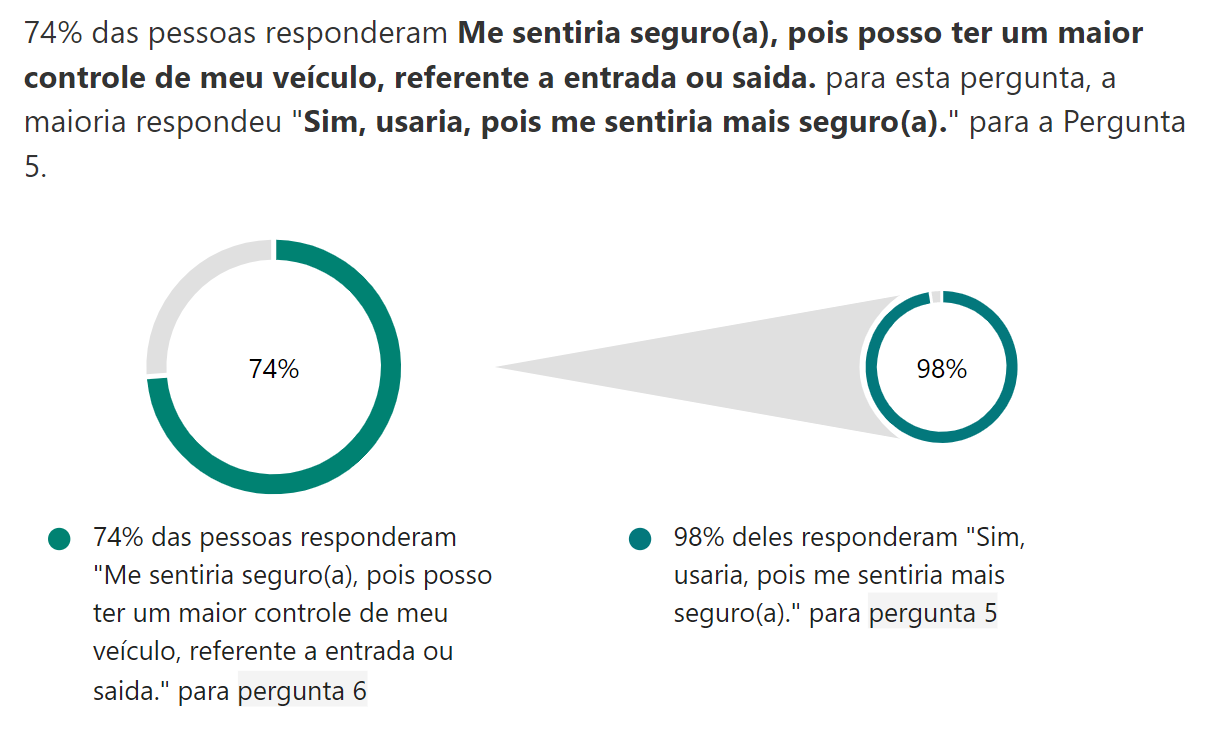 74% das pessoas responderam Me sentiria seguro(a), pois posso ter um maior
controle de meu veículo, referente a entrada ou saida. para esta pergunta, a
maioria respondeu "Sim, usaria, pois me sentiria mais seguro(a)." para a Pergunta
5.
74%
98%
74% das pessoas responderam
"Me sentiria seguro(a), pois posso
ter um maior controle de meu
veículo, referente a entrada ou
saida." para pergunta 6
98% deles responderam "Sim,
usaria, pois me sentiria mais
seguro(a)." para pergunta 5